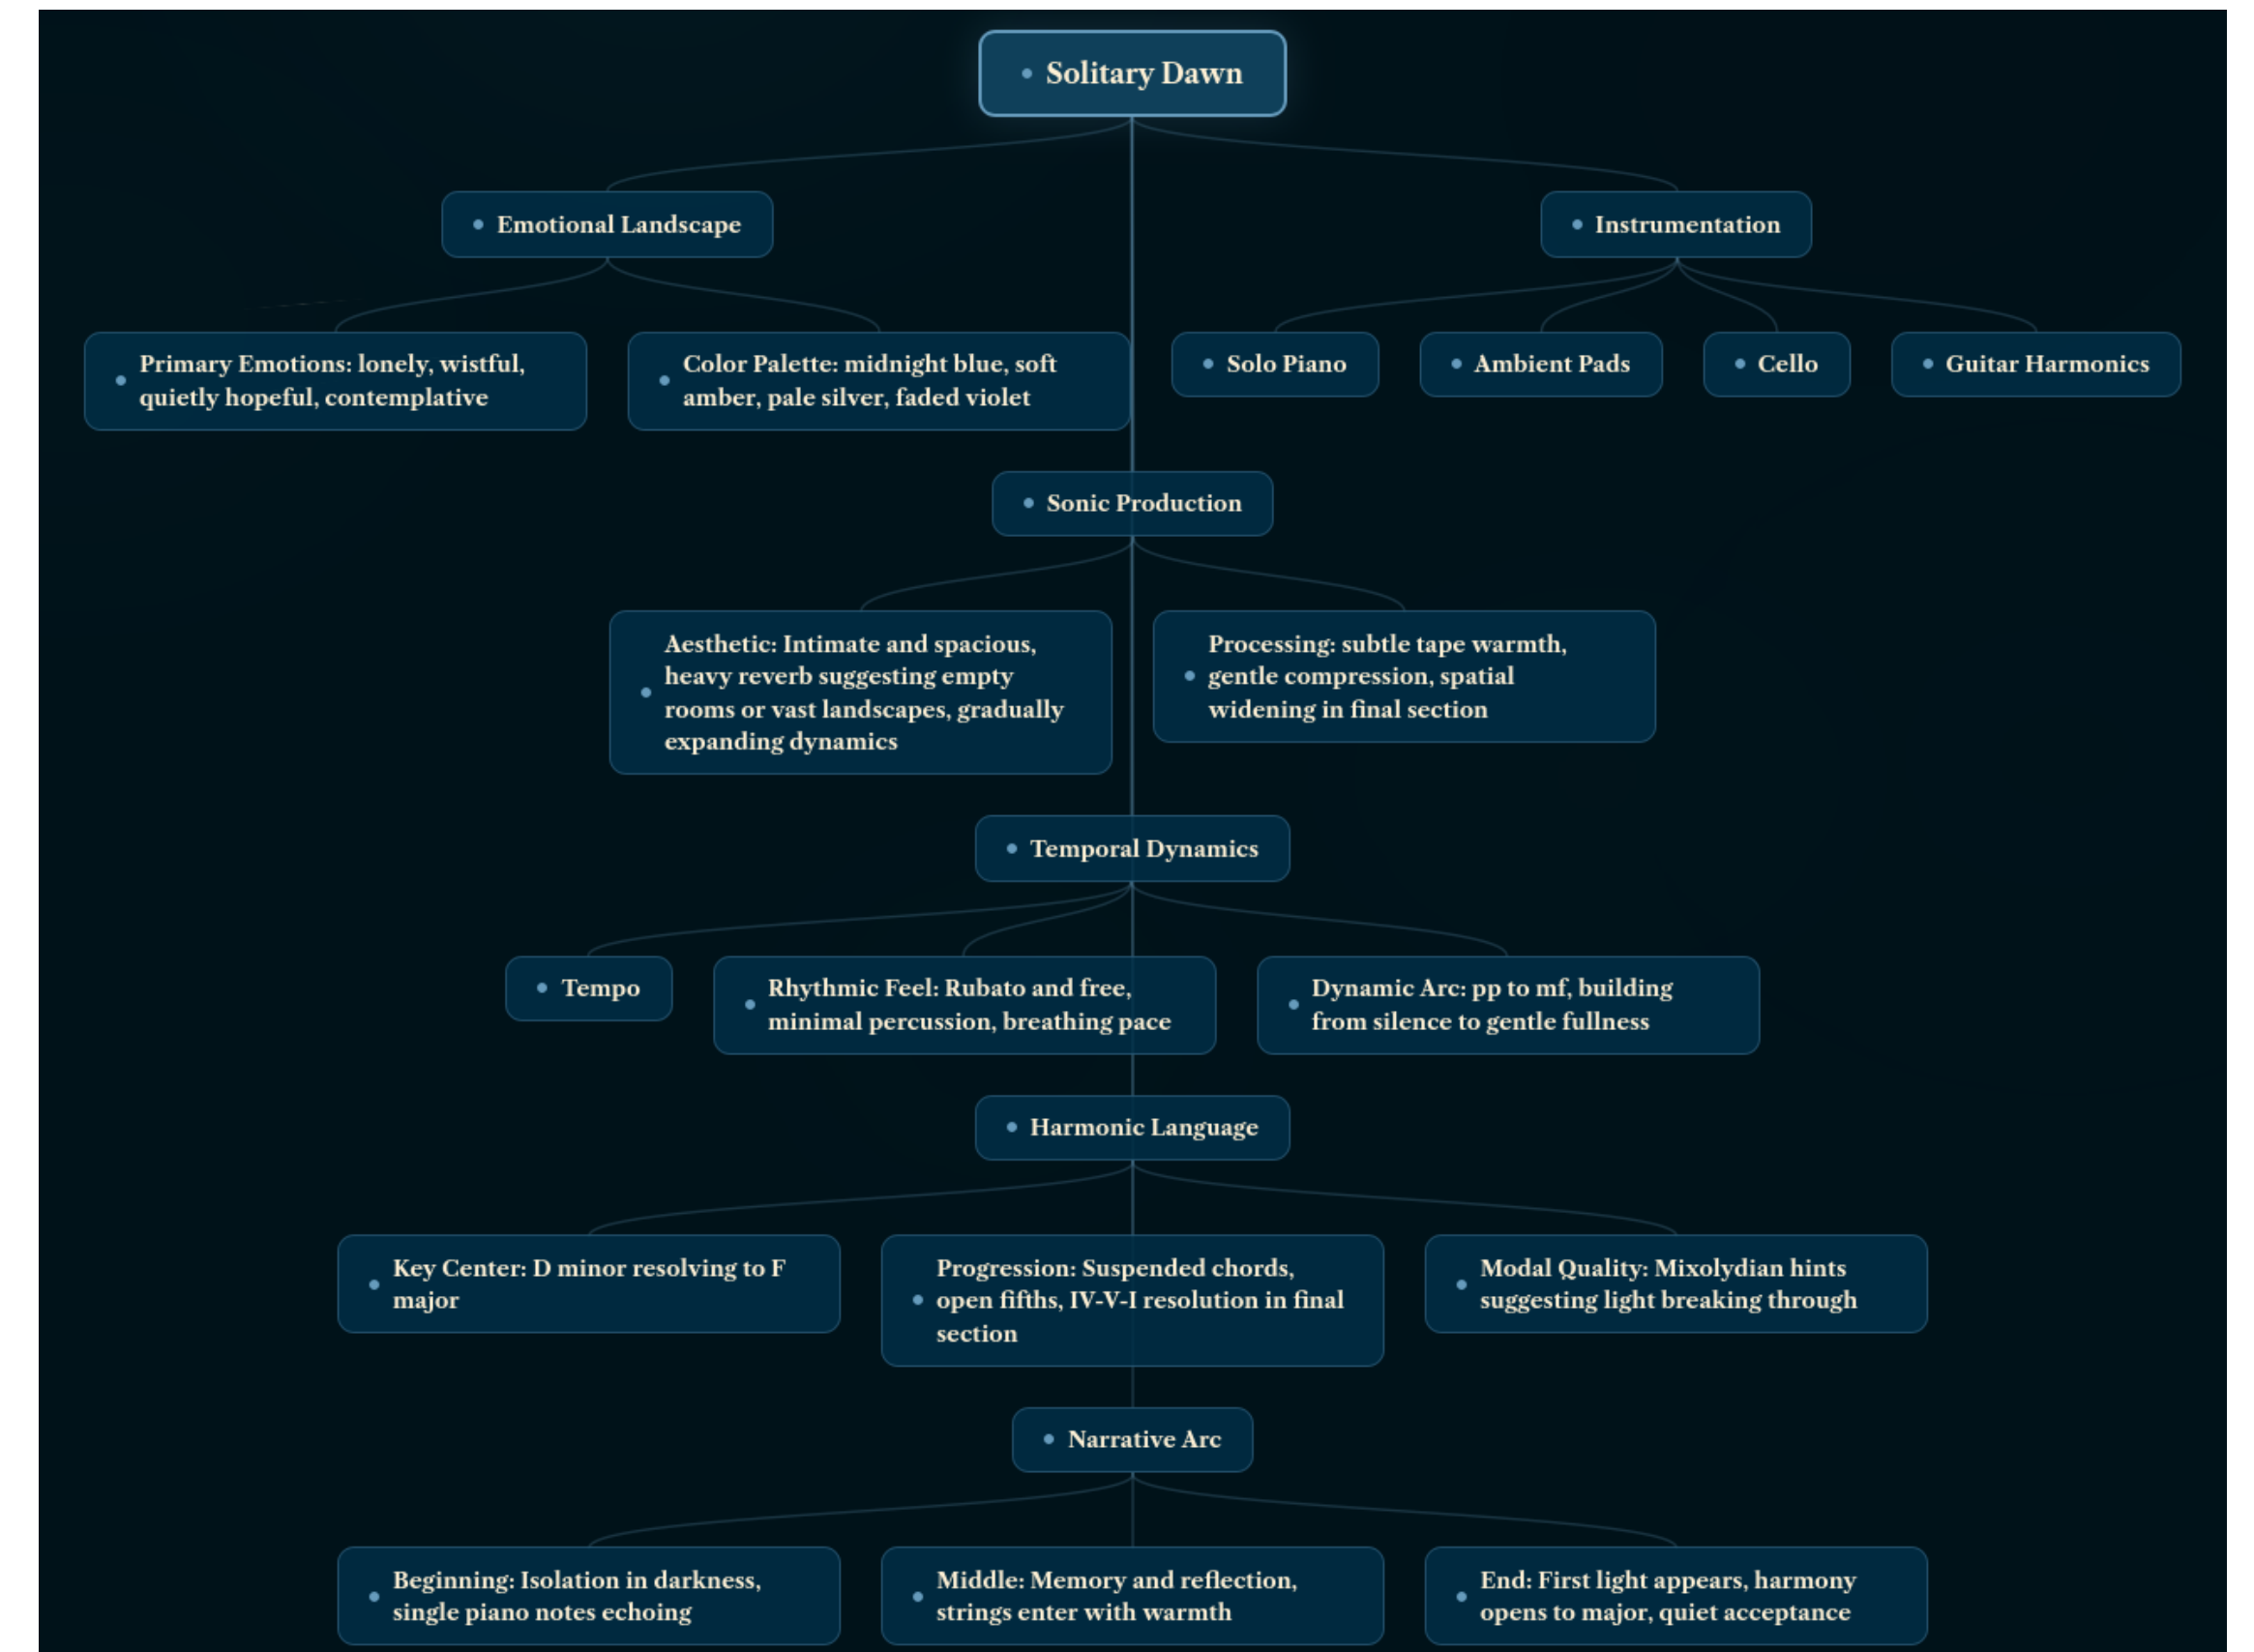 Solitary Dawn
Emotional Landscape
Instrumentation
Primary Emotions: lonely, wistful,
quietly hopeful, contemplative
Color Palette: midnight blue, soft
amber, pale silver, faded violet
Solo Piano
Ambient Pads
Cello
Guitar Harmonics
Sonic Production
Aesthetic: Intimate and spacious,
heavy reverb suggesting empty
rooms or vast landscapes, gradually
expanding dynamics
Processing: subtle tape warmth,
gentle compression, spatial
widening in final section
Temporal Dynamics
Tempo
Rhythmic Feel: Rubato and free,
minimal percussion, breathing pace
Dynamic Arc: pp to mf, building
from silence to gentle fullness
Harmonic Language
Key Center: D minor resolving to F
major
Progression: Suspended chords,
open fifths, IV-V-I resolution in final
section
Modal Quality: Mixolydian hints
suggesting light breaking through
Narrative Arc
Beginning: Isolation in darkness,
single piano notes echoing
Middle: Memory and reflection,
strings enter with warmth
End: First light appears, harmony
opens to major, quiet acceptance